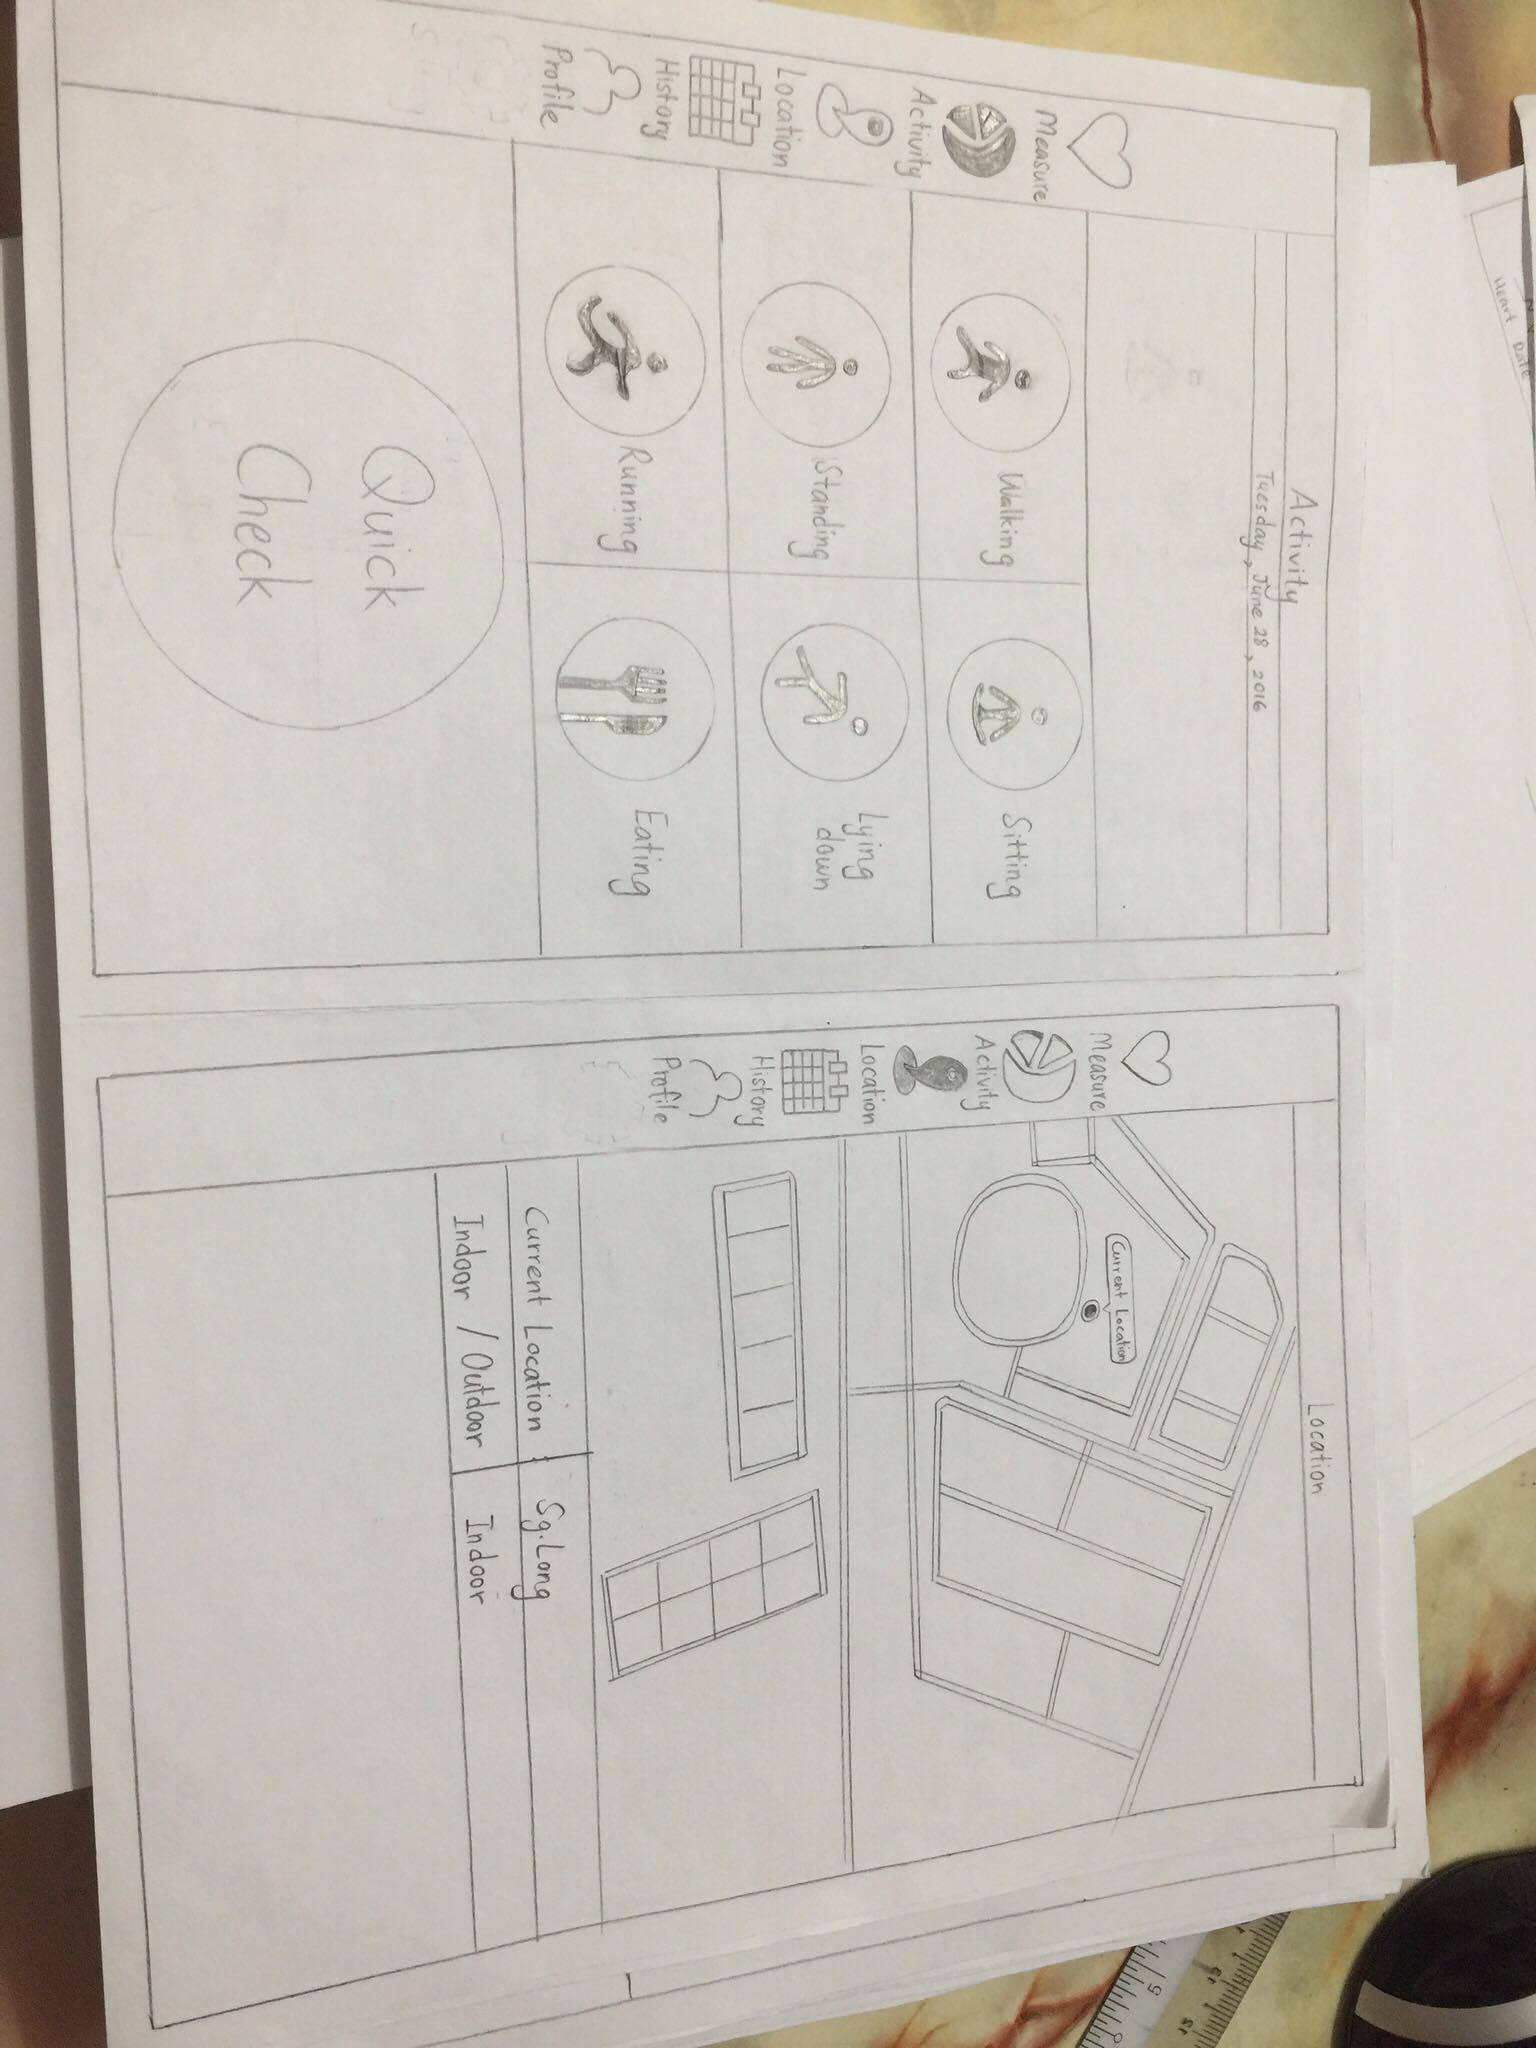 Measure
Activity
Location
History
Profile
Activity
Tuesday, June 28, 2016
Walking
Sitting
Standing
Lying
down
Running
Eating
Quick
Check
Measure
Activity
Location
History
Profile
Location
Current Location
Current Location : Sg.Long
Indoor / Outdoor Indoor
Heart Date
5